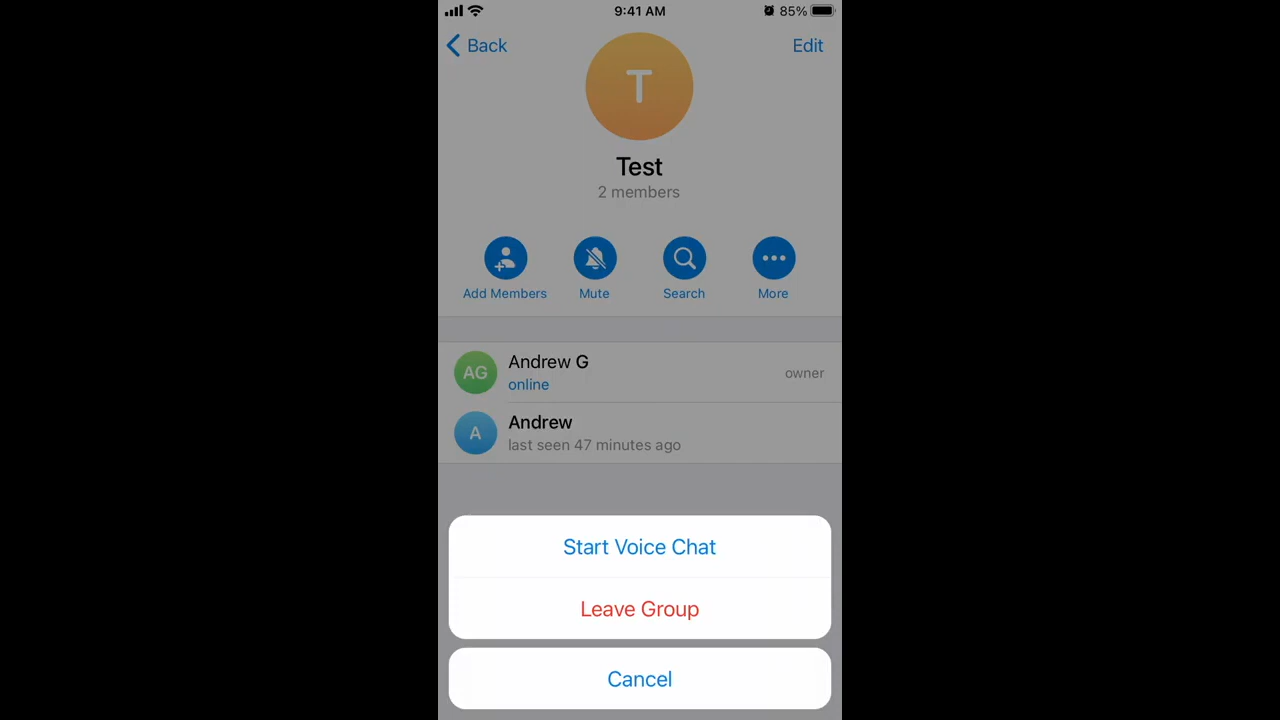 9:41 AM
85%
Back
Edit
T
Test
2 members
Add Members
Mute
Search
More
AG
Andrew G
online
owner
A
Andrew
last seen 47 minutes ago
Start Voice Chat
Leave Group
Cancel